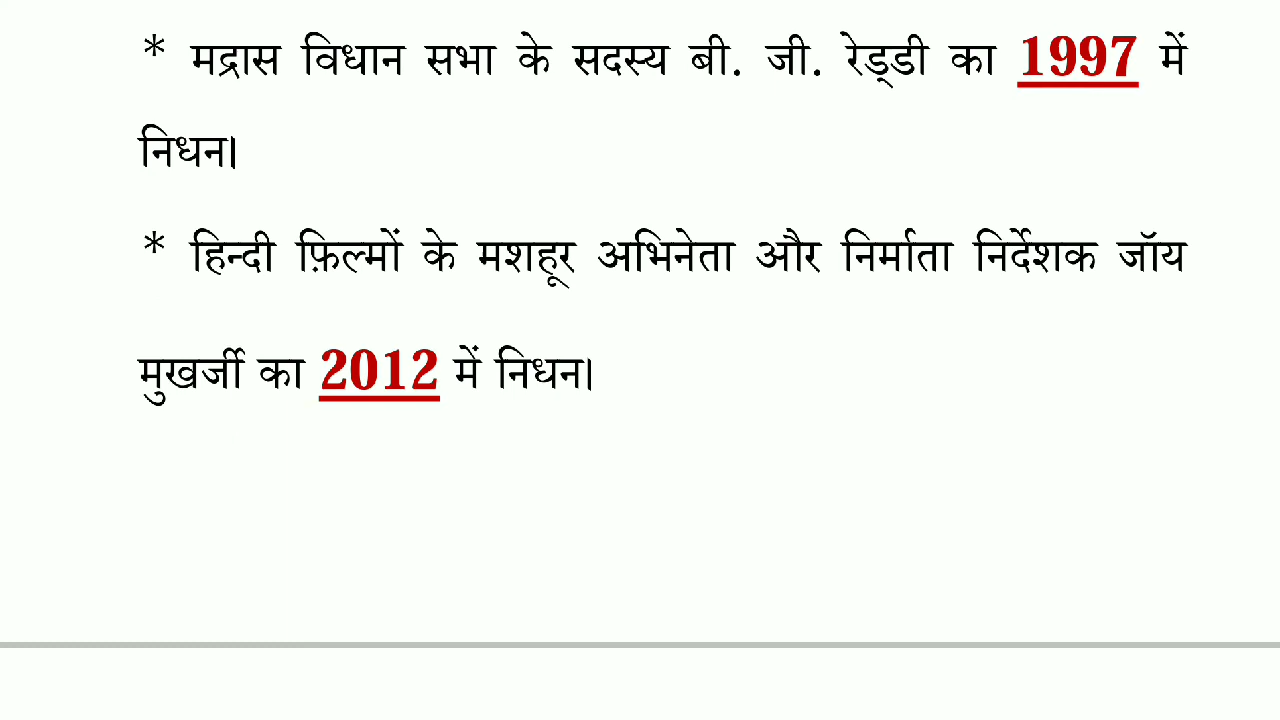 * मद्रास विधान सभा के सदस्य बी. जी. रेड्डी का 1997 में
निधन।
* हिन्दी फ़िल्मों के मशहूर अभिनेता और निर्माता निर्देशक जॉय
मुखर्जी का 2012 में निधन।